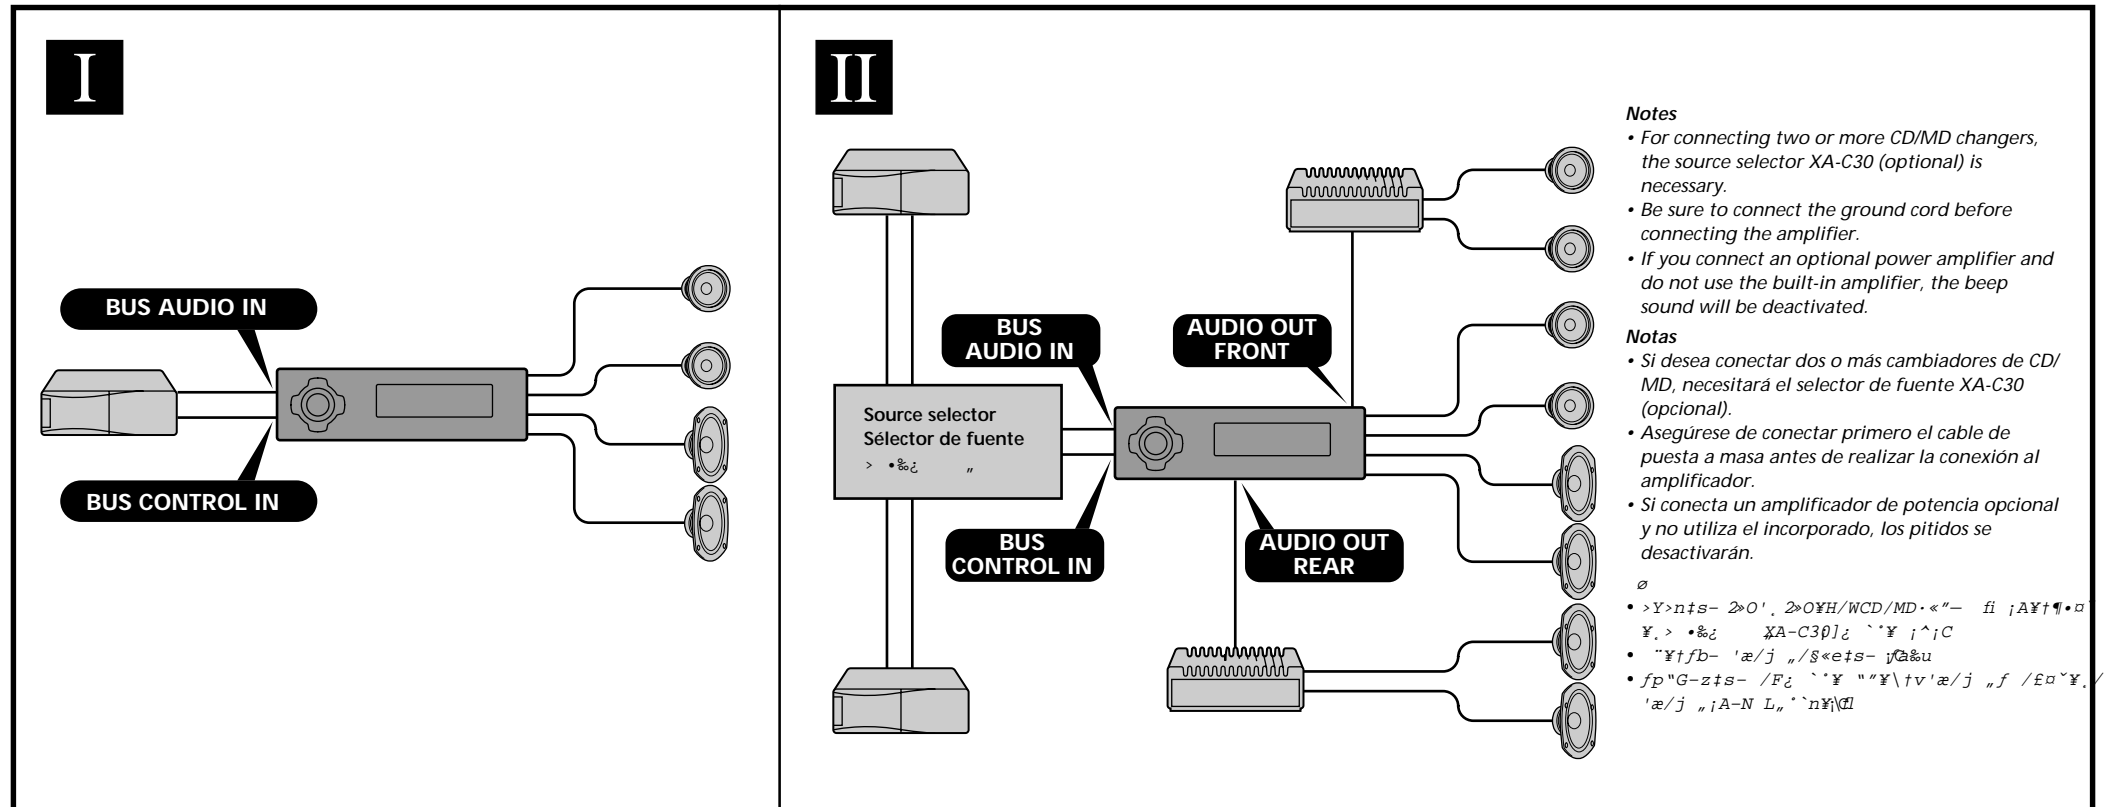 I
BUS AUDIO IN
BUS CONTROL IN
II
BUS
AUDIO IN
AUDIO OUT
FRONT
Source selector
Sélector de fuente
BUS
CONTROL IN
AUDIO OUT
REAR
Notes
• For connecting two or more CD/MD changers,
the source selector XA-C30 (optional) is
necessary.
• Be sure to connect the ground cord before
connecting the amplifier.
• If you connect an optional power amplifier and
do not use the built-in amplifier, the beep
sound will be deactivated.
Notas
• Si desea conectar dos o más cambiadores de CD/
MD, necesitará el selector de fuente XA-C30
(opcional).
• Asegúrese de conectar primero el cable de
puesta a masa antes de realizar la conexión al
amplificador.
• Si conecta un amplificador de potencia opcional
y no utiliza el incorporado, los pitidos se
desactivarán.